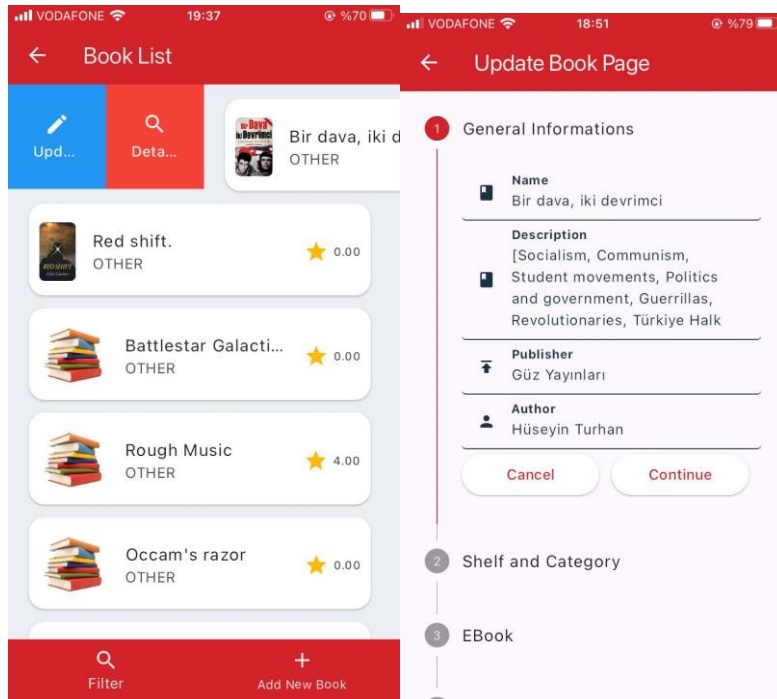 VODAFONE 19:37 %70
Book List
Upd...
Deta...
Bir dava, iki d
OTHER
Red shift.
OTHER
0.00
RED SHIFT
Battlestar Galacti...
OTHER
0.00
Rough Music
OTHER
4.00
Occam's razor
OTHER
0.00
Filter
Add New Book
VODAFONE 18:51 %79
Update Book Page
1 General Informations
Name
Bir dava, iki devrimci
Description
[Socialism, Communism,
Student movements, Politics
and government, Guerrillas,
Revolutionaries, Türkiye Halk
Publisher
Güz Yayınları
Author
Hüseyin Turhan
Cancel
Continue
2 Shelf and Category
3 EBook